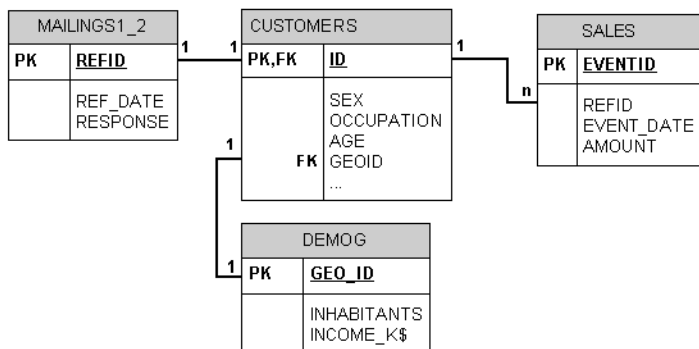 MAILINGS1_2
PK REFID
REF_DATE
RESPONSE
1 1
CUSTOMERS
PK,FK ID
SEX
OCCUPATION
AGE
FK GEOID
...
1
n
SALES
PK EVENTID
REFID
EVENT_DATE
AMOUNT
1
1
DEMOG
PK GEO_ID
INHABITANTS
INCOME_K$